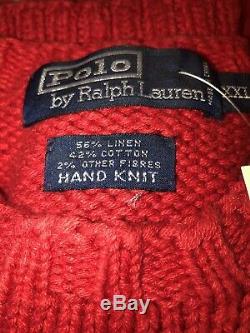 Polo
by Ralph Lauren
XXL
56% LINEN
42% COTTON
2% OTHER FIBRES
HAND KNIT